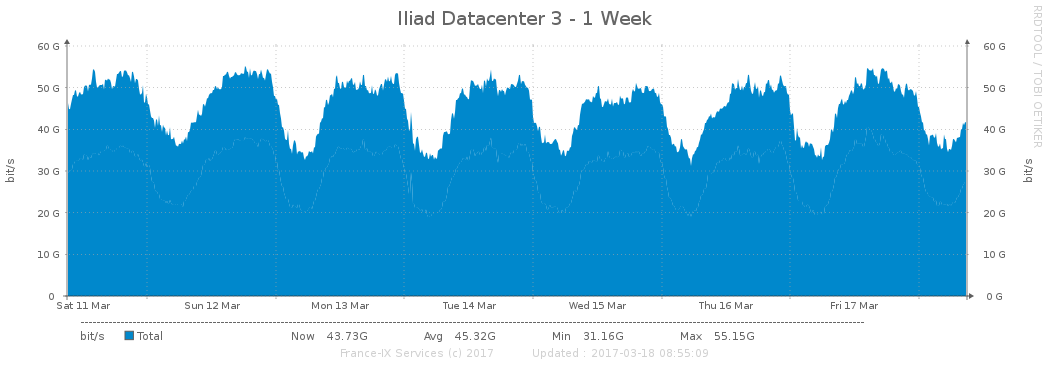 Iliad Datacenter 3 - 1 Week
RRDTOOL / TOBI OETIKER
60 G 60 G
50 G 50 G
40 G 40 G
30 G 30 G
20 G 20 G
10 G 10 G
0 0 G
bit/s
bit/s
Sat 11 Mar Sun 12 Mar Mon 13 Mar Tue 14 Mar Wed 15 Mar Thu 16 Mar Fri 17 Mar
bit/s Total Now 43.73G Avg 45.32G Min 31.16G Max 55.15G
France-IX Services (c) 2017 Updated : 2017-03-18 08:55:09